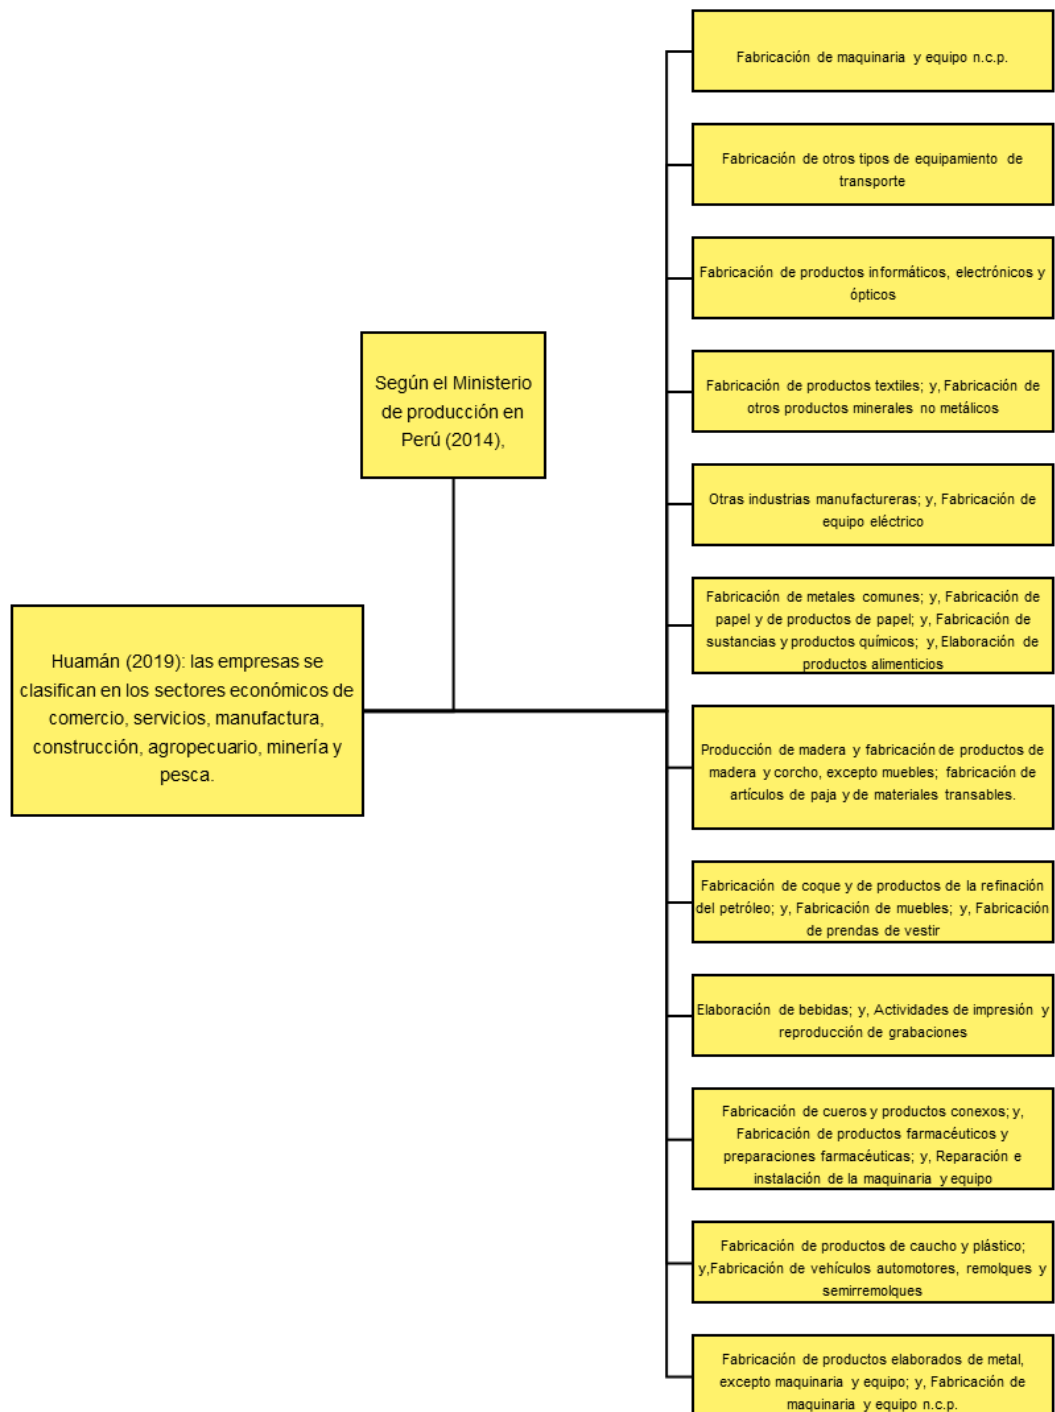 Fabricación de maquinaria y equipo n.c.p.
Fabricación de otros tipos de equipamiento de
transporte
Fabricación de productos informáticos, electrónicos y
ópticos
Según el Ministerio
de producción en
Perú (2014),
Fabricación de productos textiles; y, Fabricación de
otros productos minerales no metálicos
Otras industrias manufactureras; y, Fabricación de
equipo eléctrico
Huamán (2019): las empresas se
clasifican en los sectores económicos de
comercio, servicios, manufactura,
construcción, agropecuario, minería y
pesca.
Fabricación de metales comunes; y, Fabricación de
papel y de productos de papel; y, Fabricación de
sustancias y productos químicos; y, Elaboración de
productos alimenticios
Producción de madera y fabricación de productos de
madera y corcho, excepto muebles; fabricación de
artículos de paja y de materiales transables.
Fabricación de coque y de productos de la refinación
del petróleo; y, Fabricación de muebles; y, Fabricación
de prendas de vestir
Elaboración de bebidas; y, Actividades de impresión y
reproducción de grabaciones
Fabricación de cueros y productos conexos; y,
Fabricación de productos farmacéuticos y
preparaciones farmacéuticas; y, Reparación e
instalación de la maquinaria y equipo
Fabricación de productos de caucho y plástico;
y,Fabricación de vehículos automotores, remolques y
semirremolques
Fabricación de productos elaborados de metal,
excepto maquinaria y equipo; y, Fabricación de
maquinaria y equipo n.c.p.